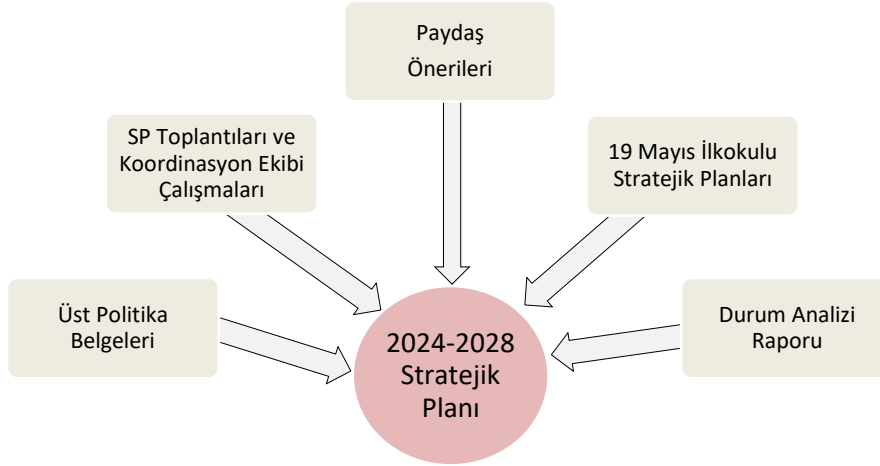 Paydaş
Önerileri
SP Toplantıları ve
Koordinasyon Ekibi
Çalışmaları
19 Mayıs İlkokulu
Stratejik Planları
Üst Politika
Belgeleri
Durum Analizi
Raporu
2024-2028
Stratejik
Planı